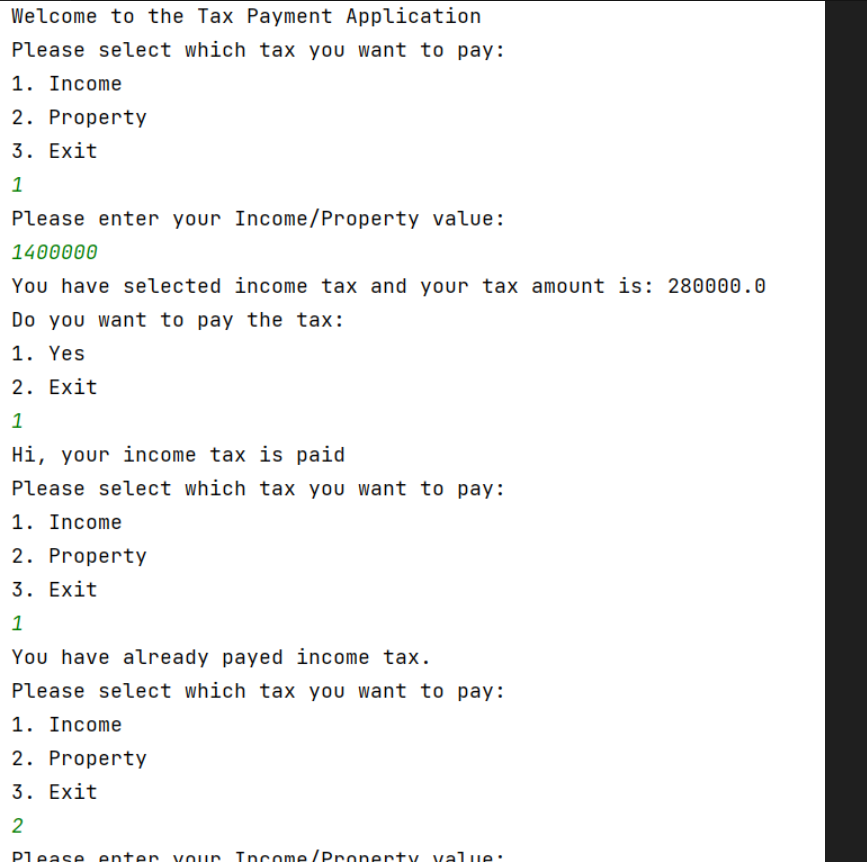 Welcome to the Tax Payment Application
Please select which tax you want to pay:
1. Income
2. Property
3. Exit
1
Please enter your Income/Property value:
1400000
You have selected income tax and your tax amount is: 280000.0
Do you want to pay the tax:
1. Yes
2. Exit
1
Hi, your income tax is paid
Please select which tax you want to pay:
1. Income
2. Property
3. Exit
1
You have already payed income tax.
Please select which tax you want to pay:
1. Income
2. Property
3. Exit
2
Please enter your Income/Property value: